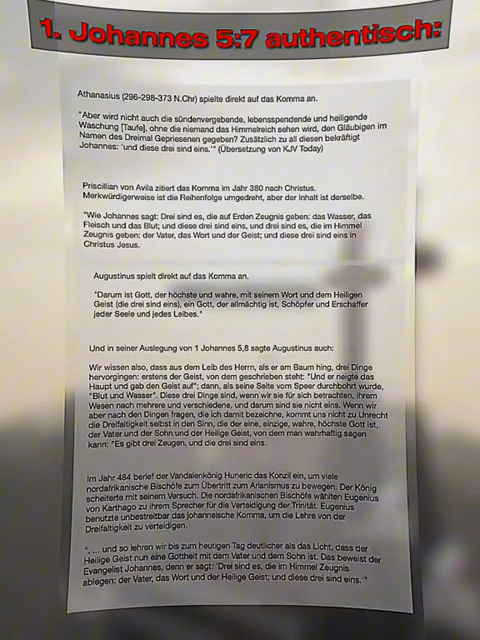 1. Johannes 5:7 authentisch:
Athanasius (296-298-373 N.Chr) spielte direkt auf das Komma an.
"Aber wird nicht auch die sündenvergebende, lebensspendende und heiligende
Waschung [Taufe], ohne die niemand das Himmelreich sehen wird, den Gläubigen im
Namen des Dreimal Gepriesenen gegeben? Zusätzlich zu all diesen bekräftigt
Johannes: 'und diese drei sind eins.'" (Übersetzung von KJV Today)
Priscillian von Avila zitiert das Komma im Jahr 380 nach Christus.
Merkwürdigerweise ist die Reihenfolge umgedreht, aber der Inhalt ist derselbe.
"Wie Johannes sagt: Drei sind es, die auf Erden Zeugnis geben: das Wasser, das
Fleisch und das Blut; und diese drei sind eins, und drei sind es, die im Himmel
Zeugnis geben: der Vater, das Wort und der Geist; und diese drei sind eins in
Christus Jesus.
Augustinus spielt direkt auf das Komma an.
"Darum ist Gott, der höchste und wahre, mit seinem Wort und dem Heiligen
Geist (die drei sind eins), ein Gott, der allmächtig ist, Schöpfer und Erschaffer
jeder Seele und jedes Leibes."
Und in seiner Auslegung von 1 Johannes 5,8 sagte Augustinus auch:
Wir wissen also, dass aus dem Leib des Herrn, als er am Baum hing, drei Dinge
hervorgingen: erstens der Geist, von dem geschrieben steht: "Und er neigte das
Haupt und gab den Geist auf"; dann, als seine Seite vom Speer durchbohrt wurde,
"Blut und Wasser". Diese drei Dinge sind, wenn wir sie für sich betrachten, ihrem
Wesen nach mehrere und verschiedene, und darum sie nicht eins. Wenn wir
aber nach den Dingen fragen, die ich damit bezeichne, kommt uns nicht zu Unrecht
die Dreifaltigkeit selbst in den Sinn, die der eine, einzige, wahre, höchste Gott ist,
der Vater und der Sohn und der Heilige Geist, von dem man wahrhaftig sagen
kann: "Es gibt drei Zeugen, und die drei sind eins.
Im Jahr 484 berief der Vandalenkönig Huneric das Konzil ein, um viele
nordafrikanische Bischöfe zum Übertritt zum Arianismus zu bewegen. Der König
scheiterte mit seinem Versuch. Die nordafrikanischen Bischöfe wählten Eugenius
von Karthago zu ihrem Sprecher für die Verteidigung der Trinität. Eugenius
benutzte unbestreitbar das johanneische Komma, um die Lehre von der
Dreifaltigkeit zu verteidigen.
". ... und so lehren wir bis zum heutigen Tag deutlicher als das Licht, dass der
Heilige Geist nun eine Gottheit mit dem Vater und dem Sohn ist. Das beweist der
Evangelist Johannes, denn er sagt: 'Drei sind es, die im Himmel Zeugnis
ablegen: der Vater, das Wort und der Heilige Geist; und diese drei sind eins.'"